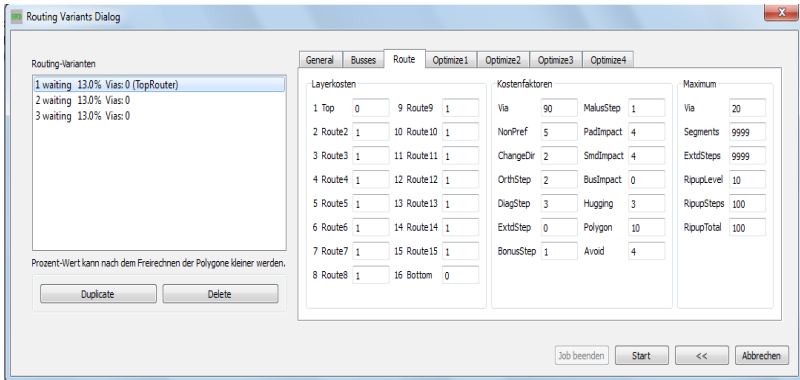 Routing Variants Dialog
Routing-Varianten
1 waiting 13.0% Vias: 0 (TopRouter)
2 waiting 13.0% Vias: 0
3 waiting 13.0% Vias: 0
Prozent-Wert kann nach dem Freirechnen der Polygone kleiner werden.
Duplicate Delete
General Busses Route Optimize1 Optimize2 Optimize3 Optimize4
Layerkosten
1 Top 0 9 Route9 1
2 Route2 1 10 Route10 1
3 Route3 1 11 Route11 1
4 Route4 1 12 Route12 1
5 Route5 1 13 Route13 1
6 Route6 1 14 Route14 1
7 Route7 1 15 Route15 1
8 Route8 1 16 Bottom 0
Kostenfaktoren
Via 90 MalusStep 1
NonPref 5 PadImpact 4
ChangeDir 2 SmdImpact 4
OrthStep 2 BusImpact 0
DiagStep 3 Hugging 3
ExtdStep 0 Polygon 10
BonusStep 1 Avoid 4
Maximum
Via 20
Segments 9999
ExtdSteps 9999
RipupLevel 10
RipupSteps 100
RipupTotal 100
Job beenden Start << Abbrechen